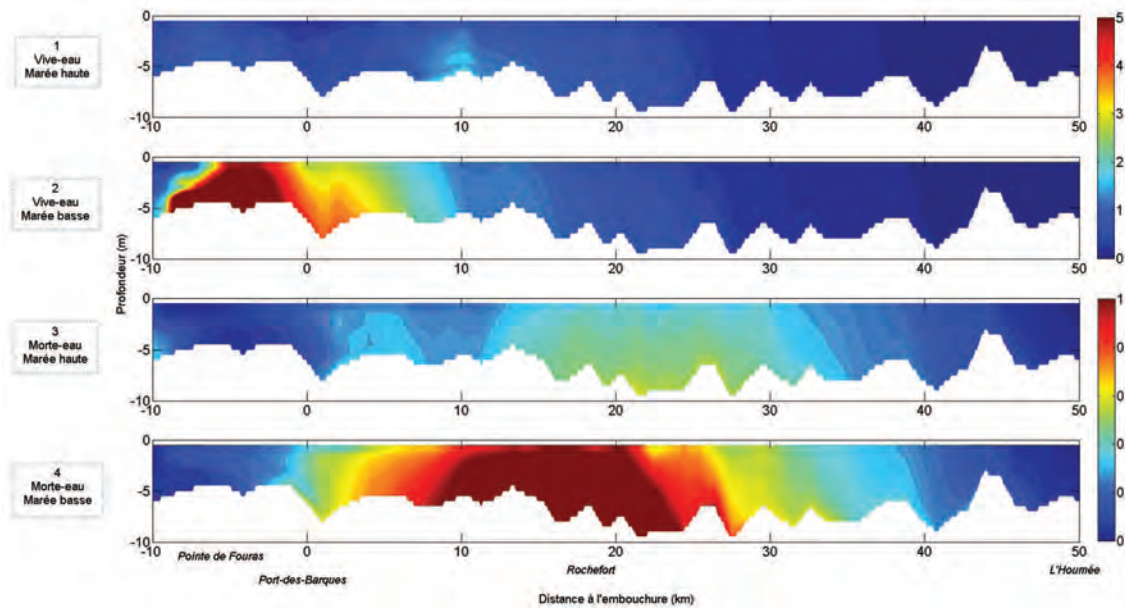 1
Vive-eau
Marée haute
0
-5
-10
-10 0 10 20 30 40 50
2
Vive-eau
Marée basse
0
-5
-10
-10 0 10 20 30 40 50
5
4
3
2
1
0
Profondeur (m)
3
Morte-eau
Marée haute
0
-5
-10
-10 0 10 20 30 40 50
4
Morte-eau
Marée basse
0
-5
-10
-10 0 10 20 30 40 50
1
0
0
0
0
0
Pointe de Fouras
Port-des-Barques
Rochefort
L'Houmée
Distance à l'embouchure (km)